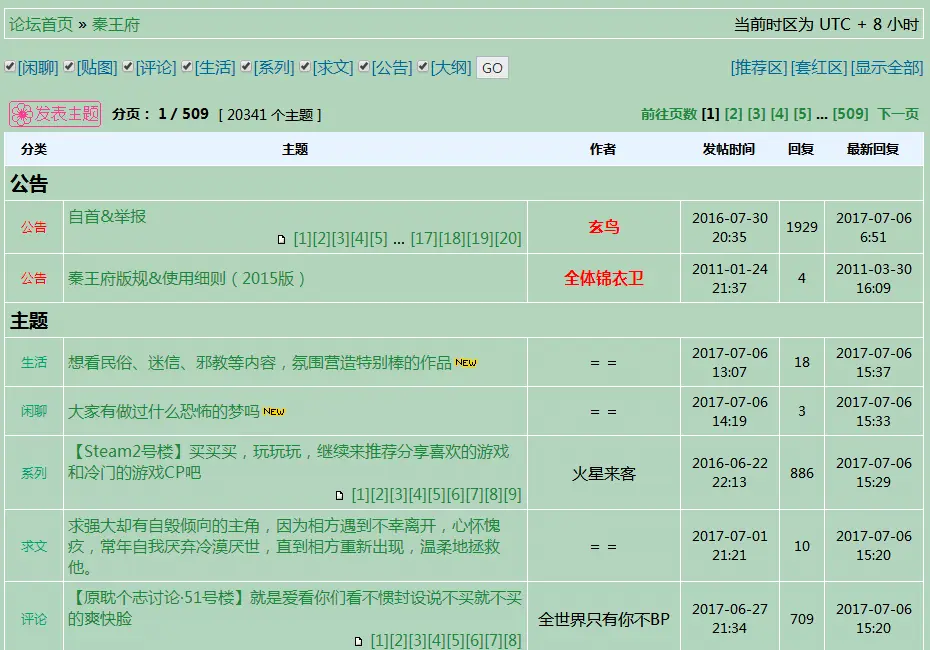 论坛首页 » 秦王府 当前时区为 UTC + 8 小时
[闲聊] [贴图] [评论] [生活] [系列] [求文] [公告] [大纲] GO [推荐区] [套红区] [显示全部]
发表主题 分页： 1 / 509 [ 20341 个主题 ] 前往页数 [1] [2] [3] [4] [5] ... [509] 下一页
分类 主题 作者 发帖时间 回复 最新回复
公告
公告 自首&举报 玄鸟 2016-07-30 1929 2017-07-06
[1][2][3][4][5] ... [17][18][19][20] 20:35 6:51
公告 秦王府版规&使用细则（2015版） 全体锦衣卫 2011-01-24 4 2011-03-30
21:37 16:09
主题
生活 想看民俗、迷信、邪教等内容，氛围营造特别棒的作品 NEW = = 2017-07-06 18 2017-07-06
13:07 15:37
闲聊 大家有做过什么恐怖的梦吗 NEW = = 2017-07-06 3 2017-07-06
14:19 15:33
系列 【Steam2号楼】买买买，玩玩玩，继续来推荐分享喜欢的游戏 火星来客 2016-06-22 886 2017-07-06
和冷门的游戏CP吧 22:13 15:29
[1][2][3][4][5][6][7][8][9]
求文 求强大却有自毁倾向的主角，因为相方遇到不幸离开，心怀愧 = = 2017-07-01 10 2017-07-06
疚，常年自我厌弃冷漠厌世，直到相方重新出现，温柔地拯救 21:21 15:20
他。
评论 【原耽个志讨论·51号楼】就是爱看你们看不惯封设说不买就不买 全世界只有你不BP 2017-06-27 709 2017-07-06
的爽快脸 21:34 15:20
[1][2][3][4][5][6][7][8]